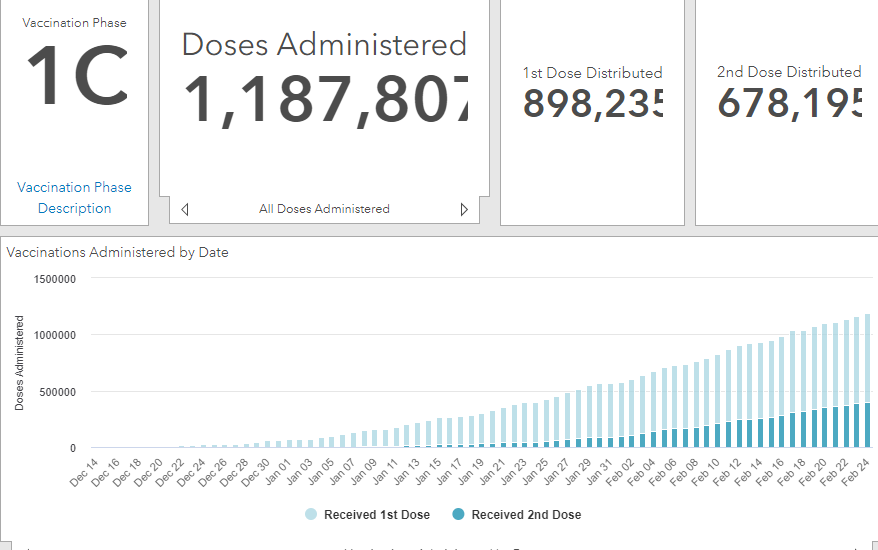 Vaccination Phase
1C
Vaccination Phase
Description
Doses Administered
1,187,807
All Doses Administered
1st Dose Distributed
898,235
2nd Dose Distributed
678,195
Vaccinations Administered by Date
1500000
1000000
500000
0
Doses Administered
Dec 14
Dec 16
Dec 18
Dec 20
Dec 22
Dec 24
Dec 26
Dec 28
Dec 30
Jan 01
Jan 03
Jan 05
Jan 07
Jan 09
Jan 11
Jan 13
Jan 15
Jan 17
Jan 19
Jan 21
Jan 23
Jan 25
Jan 27
Jan 29
Jan 31
Feb 02
Feb 04
Feb 06
Feb 08
Feb 10
Feb 12
Feb 14
Feb 16
Feb 18
Feb 20
Feb 22
Feb 24
Received 1st Dose
Received 2nd Dose